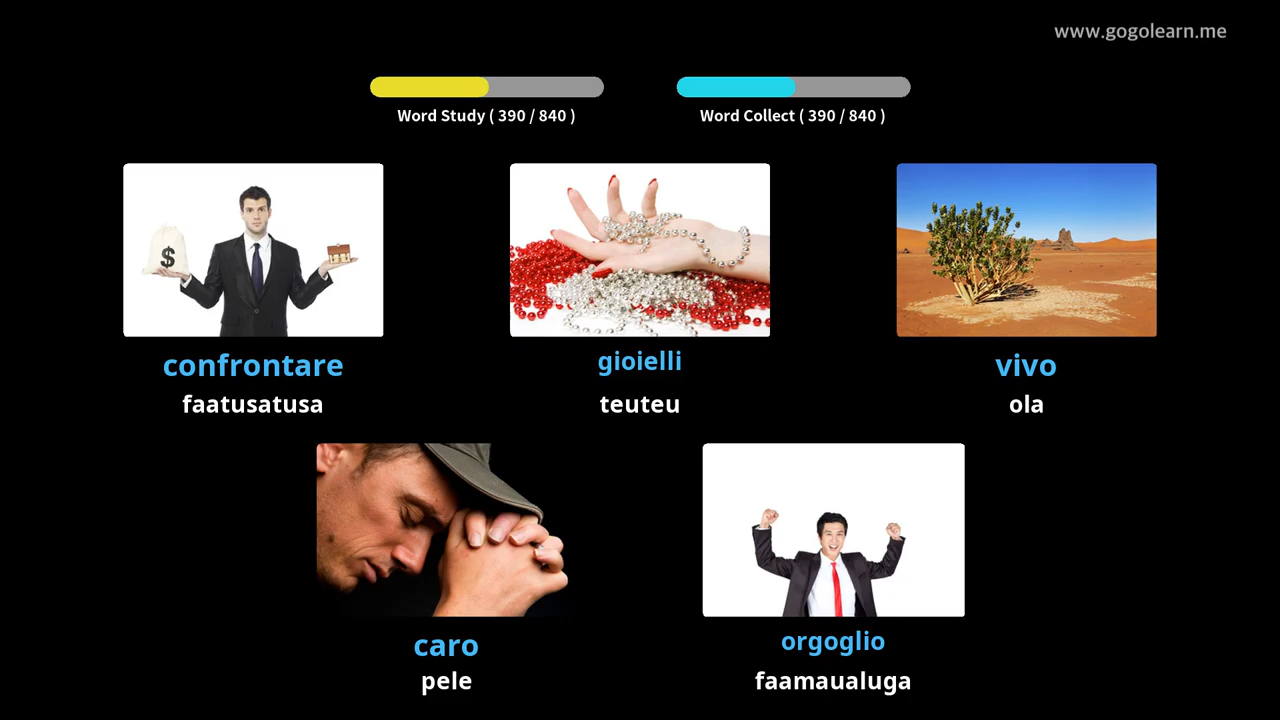 www.gogolearn.me
Word Study ( 390 / 840 )
Word Collect ( 390 / 840 )
$
confrontare
faatusatusa
gioielli
teuteu
vivo
ola
caro
pele
orgoglio
faamaualuga